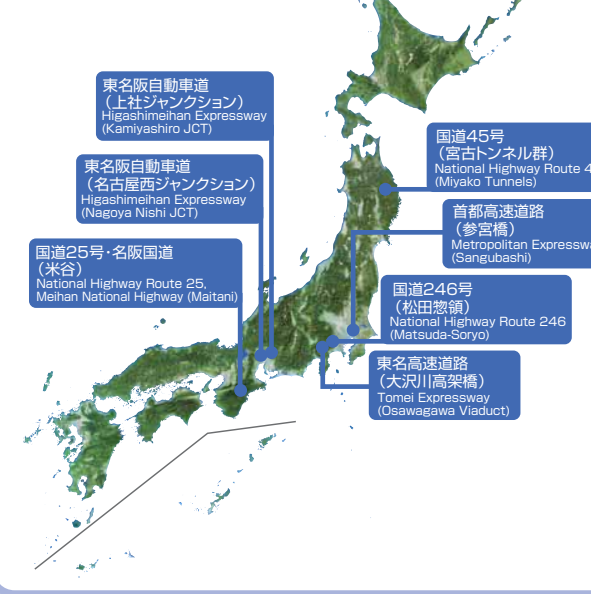 東名阪自動車道
（上社ジャンクション）
Higashimeihan Expressway
(Kamiyashiro JCT)
東名阪自動車道
（名古屋西ジャンクション）
Higashimeihan Expressway
(Nagoya Nishi JCT)
国道25号・名阪国道
（米谷）
National Highway Route 25,
Meihan National Highway (Maitani)
国道45号
（宮古トンネル群）
National Highway Route 4
(Miyako Tunnels)
首都高速道路
（参宮橋）
Metropolitan Expresswa
(Sangubashi)
国道246号
（松田惣領）
National Highway Route 246
(Matsuda-Soryo)
東名高速道路
（大沢川高架橋）
Tomei Expressway
(Osawagawa Viaduct)